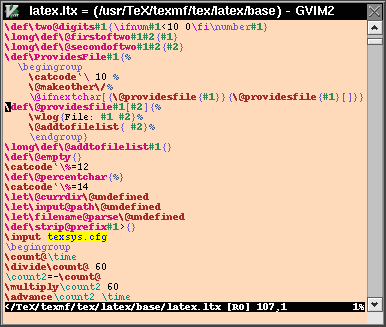 latex.ltx = (/usr/TeX/texmf/tex/latex/base) - GVIM2
\def\two@digits#1{\ifnum#1<10 0\fi\number#1}
\long\def\@firstoftwo#1#2{#1}
\long\def\@secondoftwo#1#2{#2}
\def\ProvidesFile#1{%
\begingroup
\catcode`\ 10 %
\@makeother\/%
\@ifnextchar[{\@providesfile{#1}}{\@providesfile{#1}[]}}
\def\@providesfile#1[#2]{%
\wlog{File: #1 #2}%
\@addtofilelist{ #2}%
\endgroup}
\long\def\@addtofilelist#1{}
\def\@empty{}
\catcode`\%=12
\def\@percentchar{%}
\catcode`\%=14
\let\@currdir\@undefined
\let\input@path\@undefined
\let\filename@parse\@undefined
\def\strip@prefix#1>{}
\input texsys.cfg
\begingroup
\count@\time
\divide\count@ 60
\count2=-\count@
\multiply\count2 60
\advance\count2 \time
</TeX/texmf/tex/latex/base/latex.ltx [RO] 107,1 1%